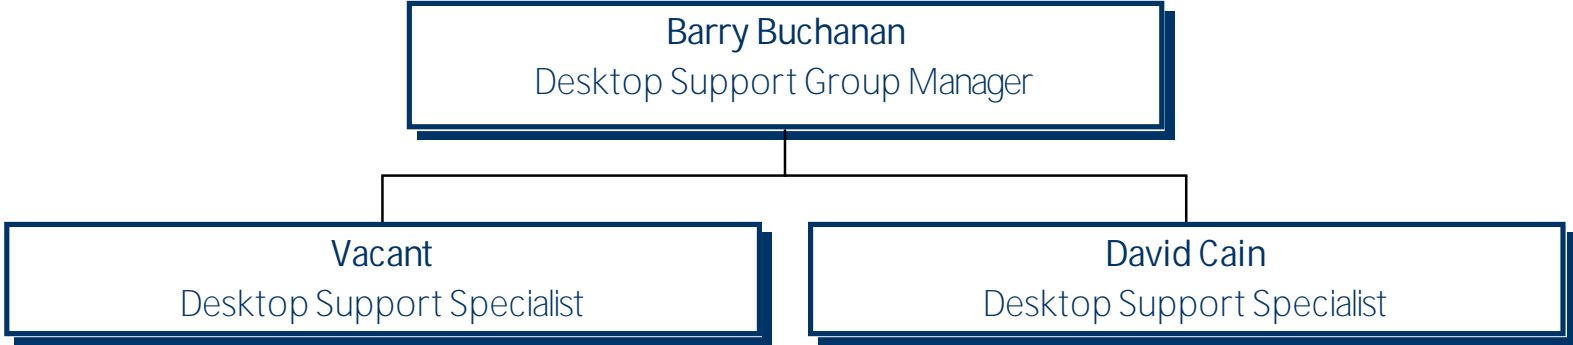 Barry Buchanan
Desktop Support Group Manager
Vacant
Desktop Support Specialist
David Cain
Desktop Support Specialist